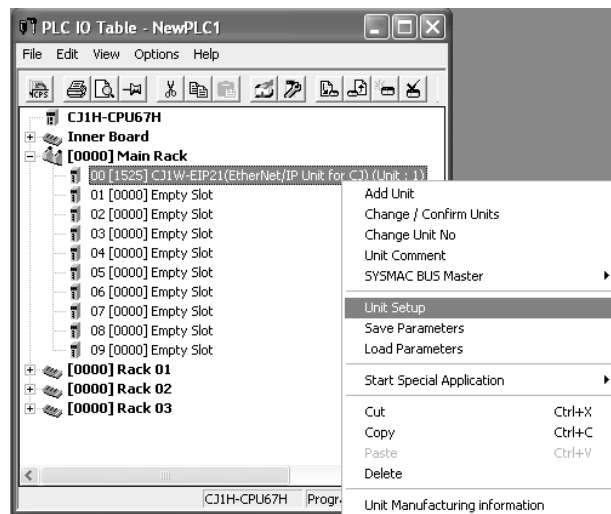 PLC IO Table - NewPLC1
File Edit View Options Help
CJ1H-CPU67H
Inner Board
[0000] Main Rack
00 [1525] CJ1W-EIP21(EtherNet/IP Unit for CJ) (Unit : 1)
01 [0000] Empty Slot
02 [0000] Empty Slot
03 [0000] Empty Slot
04 [0000] Empty Slot
05 [0000] Empty Slot
06 [0000] Empty Slot
07 [0000] Empty Slot
08 [0000] Empty Slot
09 [0000] Empty Slot
[0000] Rack 01
[0000] Rack 02
[0000] Rack 03
CJ1H-CPU67H Progr
Add Unit
Change / Confirm Units
Change Unit No
Unit Comment
SYSMAC BUS Master
Unit Setup
Save Parameters
Load Parameters
Start Special Application
Cut Ctrl+X
Copy Ctrl+C
Paste Ctrl+V
Delete
Unit Manufacturing information